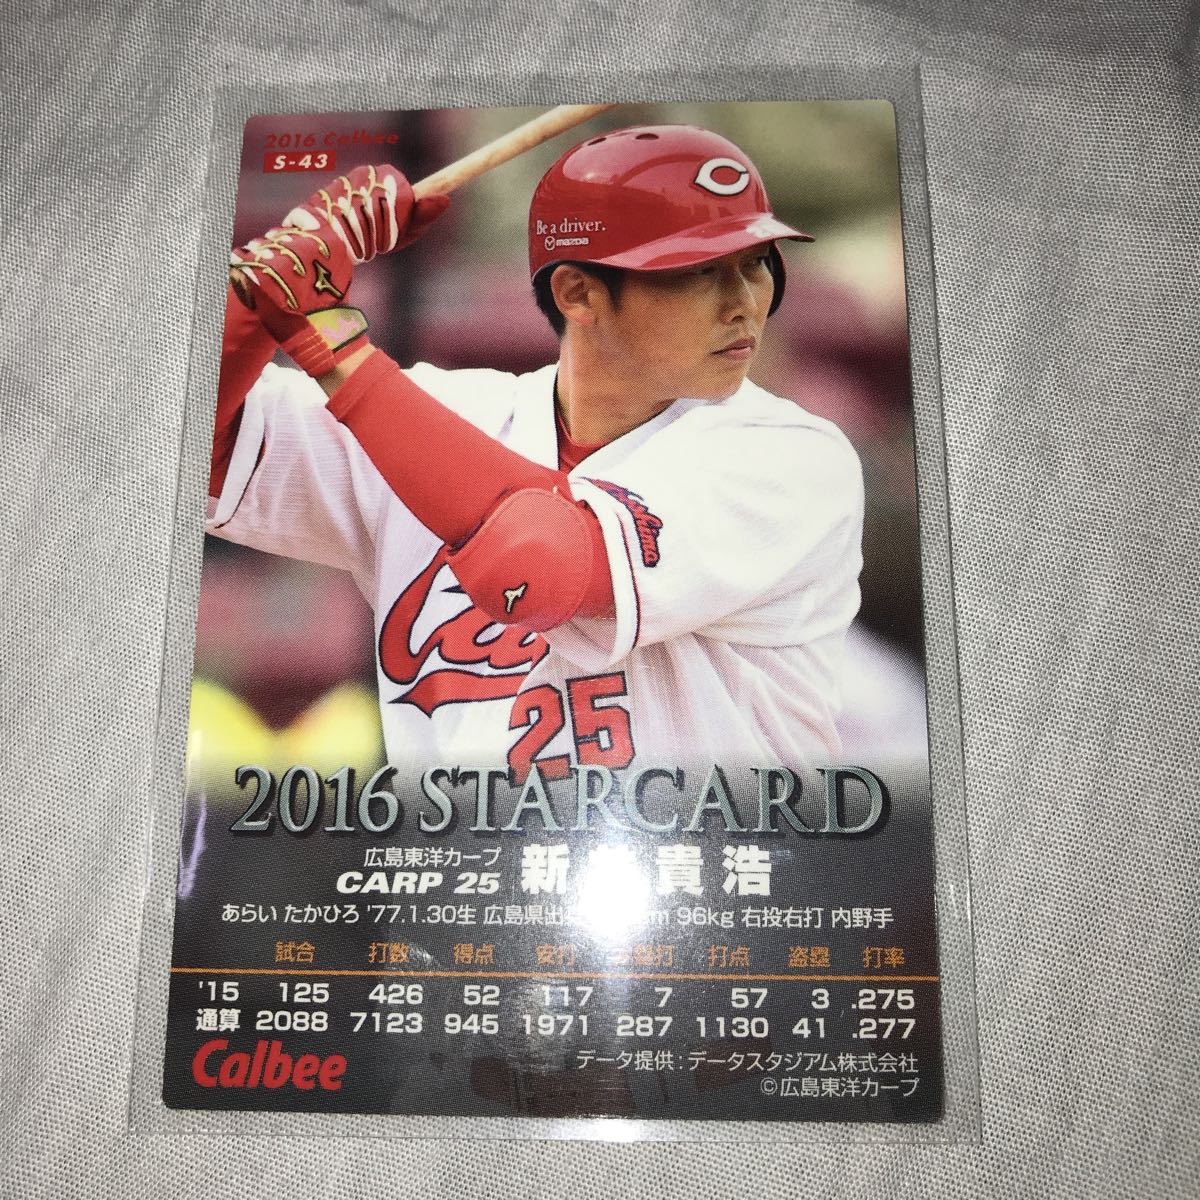 2016 Calbee
S-43
Be a driver.
mazda
25
2016 STARCARD
広島東洋カープ
CARP 25 新 貴浩
あらい たかひろ '77.1.30生 広島県出 96kg 右投右打 内野手
試合 打数 得点 安打 打点 盗塁 打率
'15 125 426 52 117 7 57 3 .275
通算 2088 7123 945 1971 287 1130 41 .277
Calbee
データ提供:データスタジアム株式会社
©広島東洋カープ